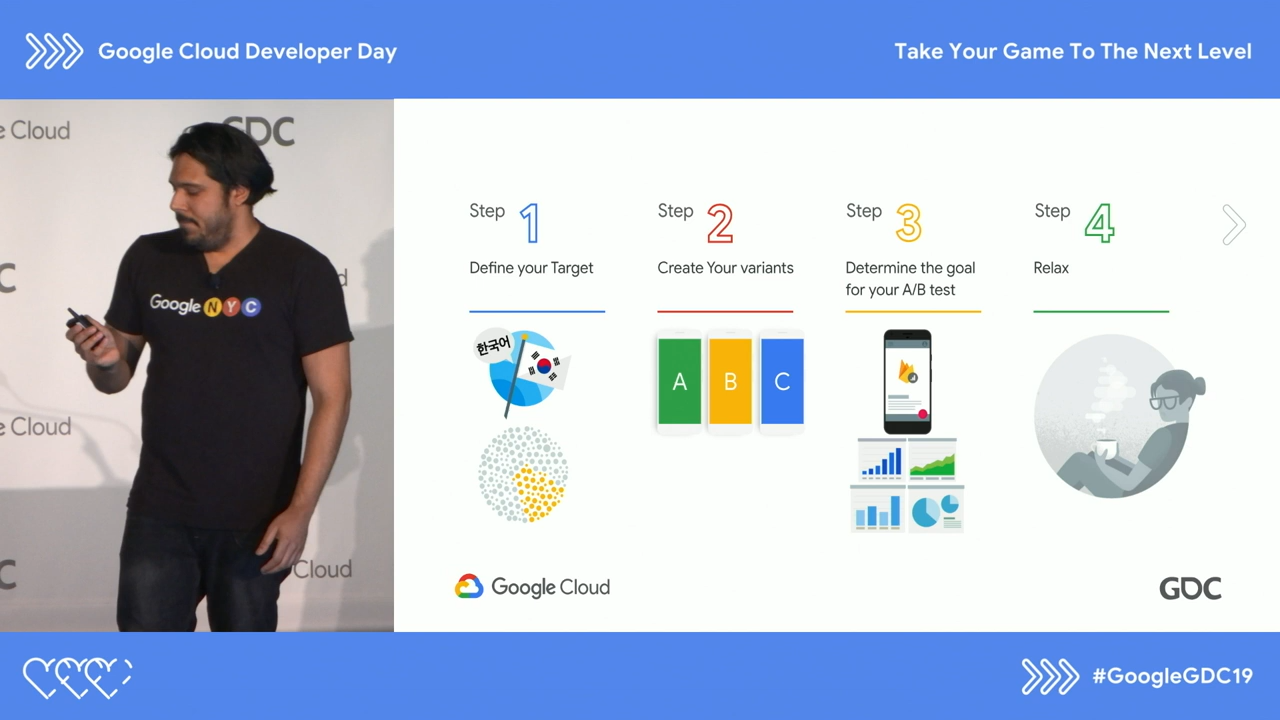 Google Cloud Developer Day
Take Your Game To The Next Level
e Cloud
GDC
C
d
e Cloud
C
Cloud
Google NYC
Step 1
Define your Target
한국어
Step 2
Create Your variants
A B C
Step 3
Determine the goal
for your A/B test
Step 4
Relax
Google Cloud
GDC
#GoogleGDC19